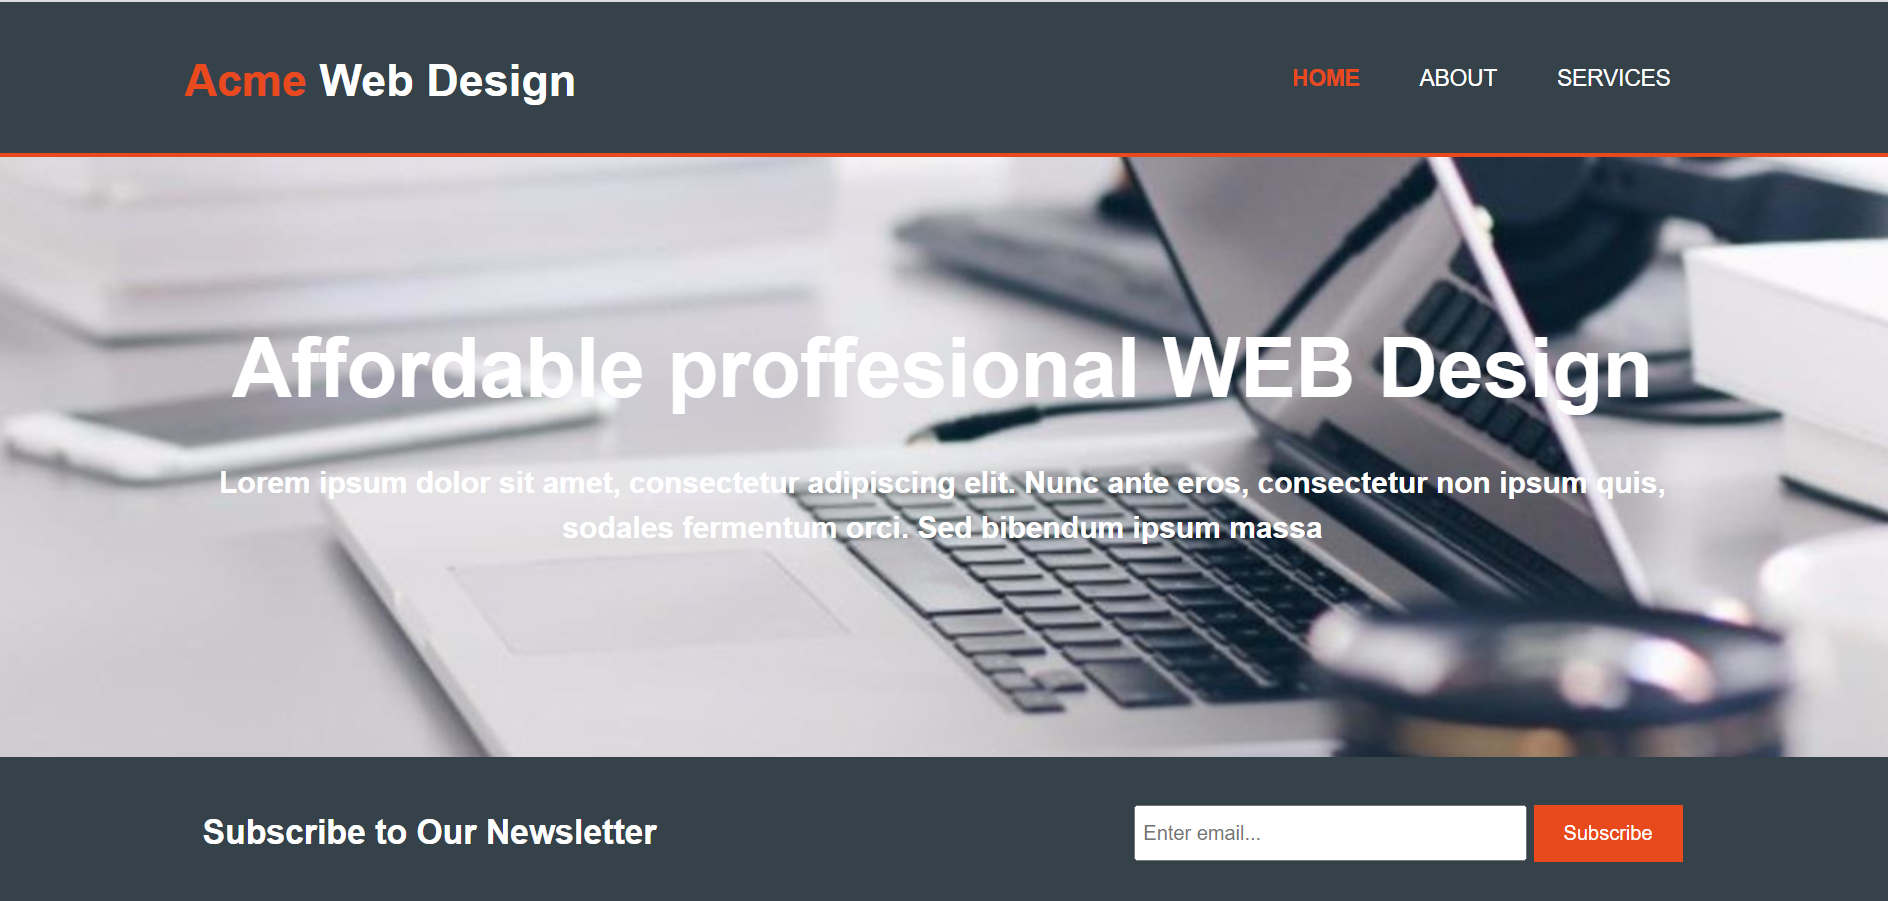 Acme Web Design
HOME ABOUT SERVICES
Affordable proffesional WEB Design
Lorem ipsum dolor sit amet, consectetur adipiscing elit. Nunc ante eros, consectetur non ipsum quis,
sodales fermentum orci. Sed bibendum ipsum massa
Subscribe to Our Newsletter
Enter email...
Subscribe